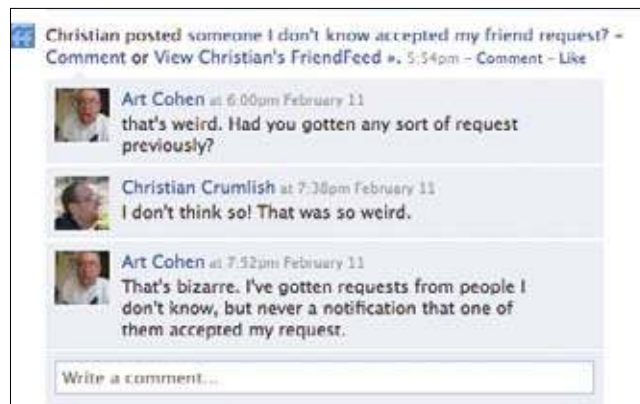 Christian posted someone I don't know accepted my friend request? –
Comment or View Christian's FriendFeed ». 5:54pm – Comment – Like
Art Cohen at 6:00pm February 11
that's weird. Had you gotten any sort of request
previously?
Christian Crumlish at 7:38pm February 11
I don't think so! That was so weird.
Art Cohen at 7:52pm February 11
That's bizarre. I've gotten requests from people I
don't know, but never a notification that one of
them accepted my request.
Write a comment...